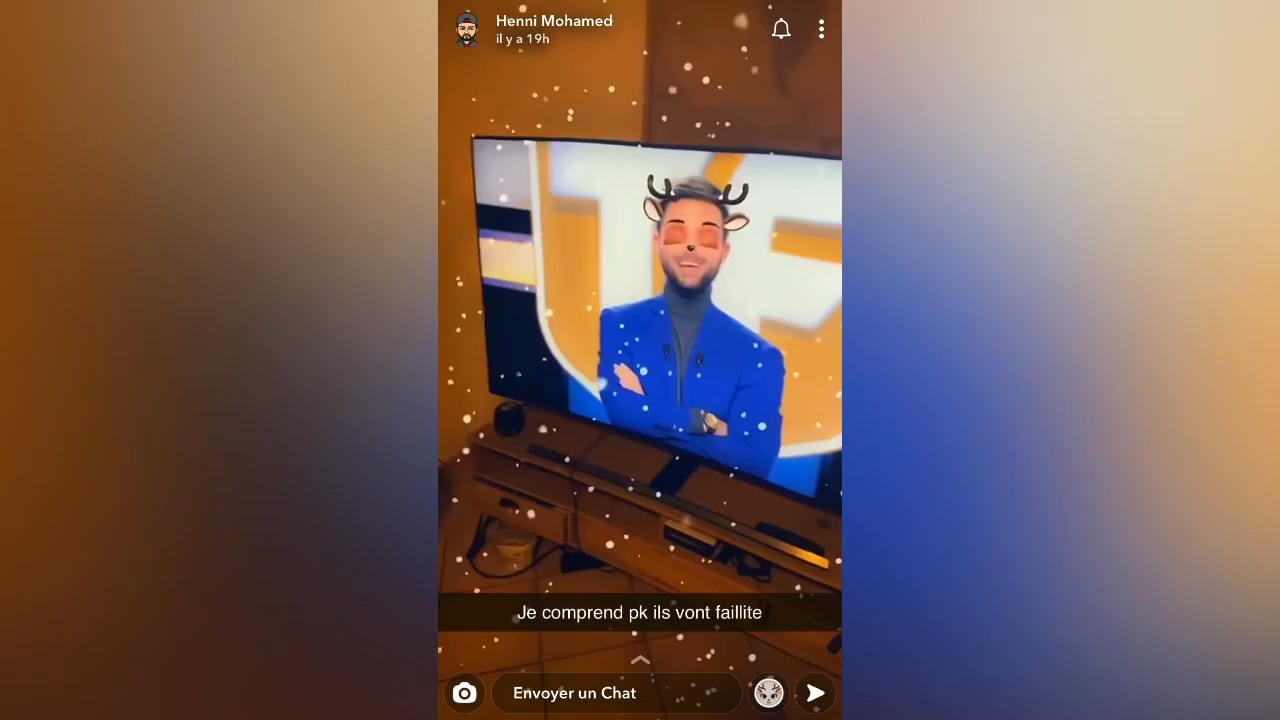 Henni Mohamed
il y a 19h
Je comprend pk ils vont faillite
Envoyer un Chat